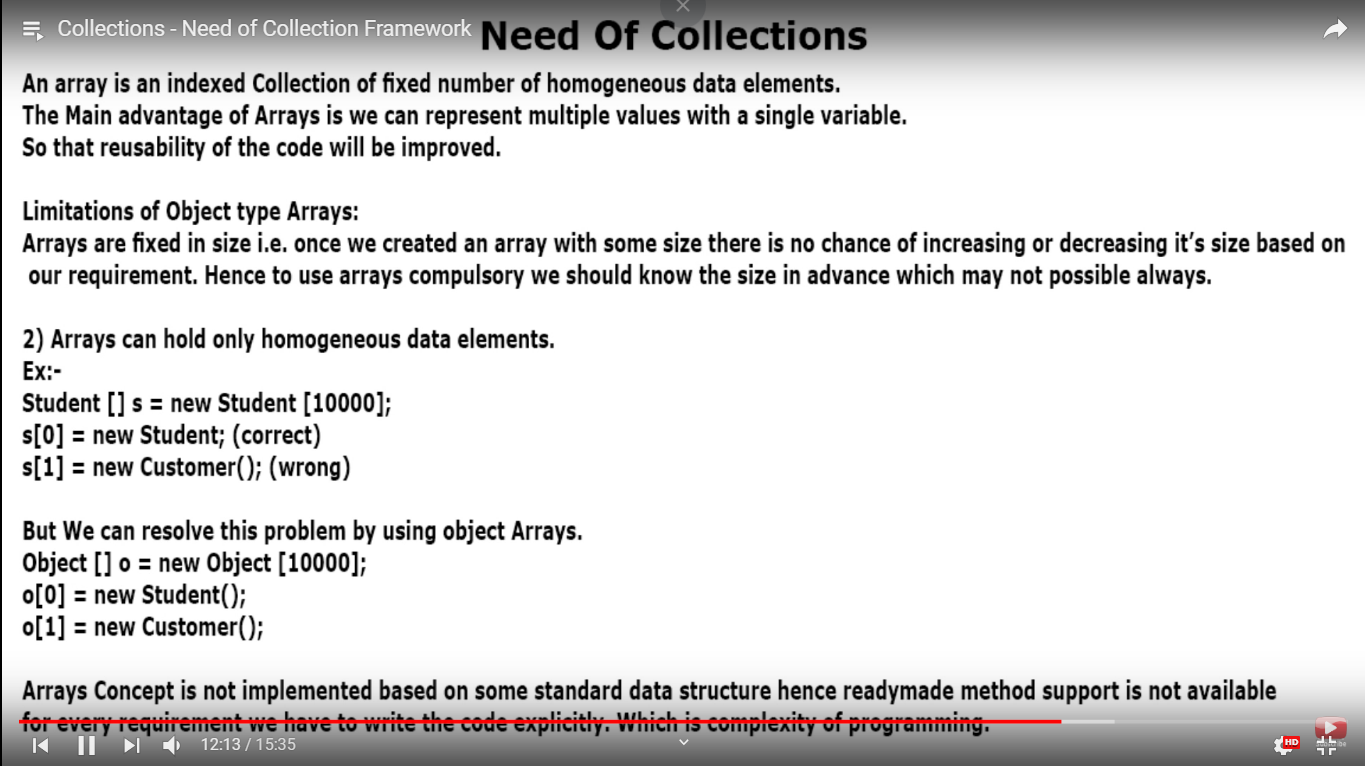 Collections - Need of Collection Framework
Need Of Collections
An array is an indexed Collection of fixed number of homogeneous data elements.
The Main advantage of Arrays is we can represent multiple values with a single variable.
So that reusability of the code will be improved.
Limitations of Object type Arrays:
Arrays are fixed in size i.e. once we created an array with some size there is no chance of increasing or decreasing it’s size based on
our requirement. Hence to use arrays compulsory we should know the size in advance which may not possible always.
2) Arrays can hold only homogeneous data elements.
Ex:-
Student [] s = new Student [10000];
s[0] = new Student; (correct)
s[1] = new Customer(); (wrong)
But We can resolve this problem by using object Arrays.
Object [] o = new Object [10000];
o[0] = new Student();
o[1] = new Customer();
Arrays Concept is not implemented based on some standard data structure hence readymade method support is not available
for every requirement we have to write the code explicitly. Which is complexity of programming.
12:13 / 15:35
HD